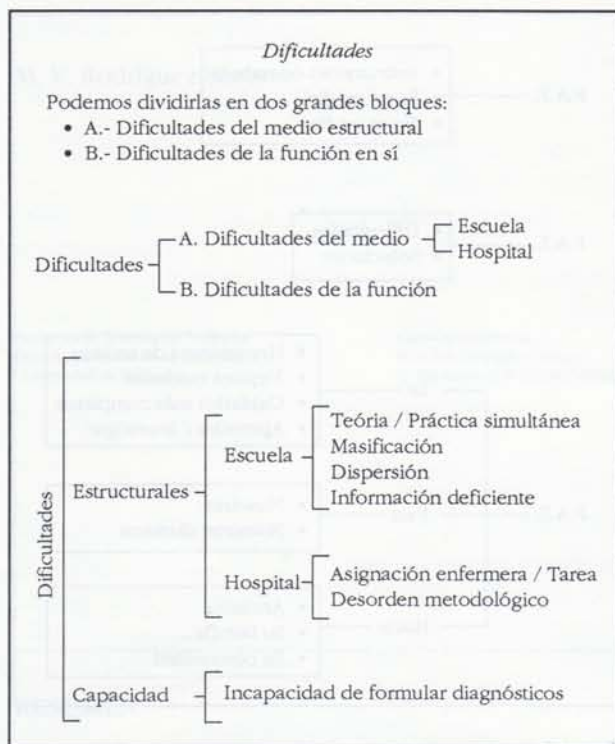 Dificultades
Podemos dividirlas en dos grandes bloques:
• A.- Dificultades del medio estructural
• B.- Dificultades de la función en sí
Dificultades
A. Dificultades del medio
Escuela
Hospital
B. Dificultades de la función
Dificultades
Estructurales
Escuela
Teória / Práctica simultánea
Masificación
Dispersión
Información deficiente
Hospital
Asignación enfermera / Tarea
Desorden metodológico
Capacidad
Incapacidad de formular diagnósticos